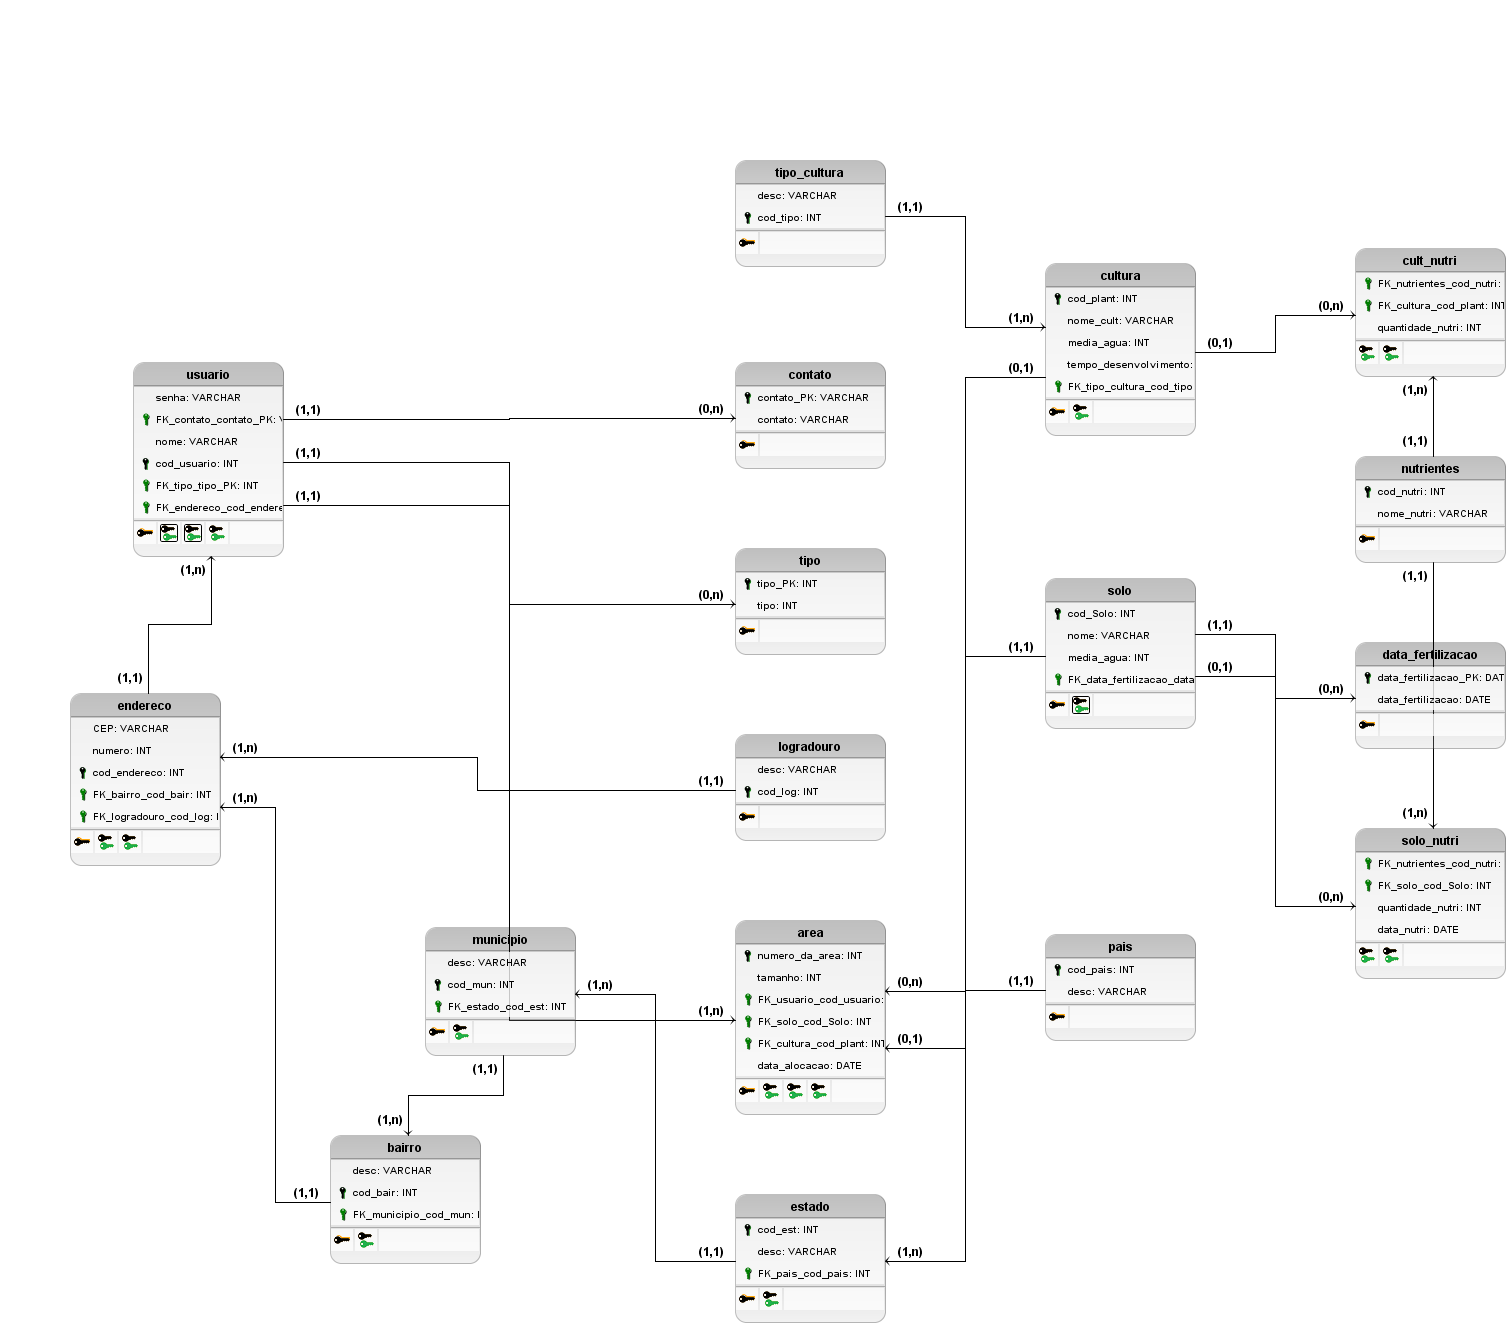 tipo_cultura
desc: VARCHAR
cod_tipo: INT
(1,1)
cultura
cod_plant: INT
nome_cult: VARCHAR
media_agua: INT
tempo_desenvolvimento:
FK_tipo_cultura_cod_tipo
(1,n)
(0,1)
(0,1)
cult_nutri
FK_nutrientes_cod_nutri:
FK_cultura_cod_plant: INT
quantidade_nutri: INT
(0,n)
(1,n)
usuario
senha: VARCHAR
FK_contato_contato_PK: V
nome: VARCHAR
cod_usuario: INT
FK_tipo_tipo_PK: INT
FK_endereco_cod_endere
(1,1)
(1,1)
(1,1)
(1,n)
contato
contato_PK: VARCHAR
contato: VARCHAR
(0,n)
nutrientes
cod_nutri: INT
nome_nutri: VARCHAR
(1,1)
(1,1)
tipo
tipo_PK: INT
tipo: INT
(0,n)
solo
cod_Solo: INT
nome: VARCHAR
media_agua: INT
FK_data_fertilizacao_data
(1,1)
(1,1)
(0,1)
data_fertilizacao
data_fertilizacao_PK: DAT
data_fertilizacao: DATE
(0,n)
endereco
CEP: VARCHAR
numero: INT
cod_endereco: INT
FK_bairro_cod_bair: INT
FK_logradouro_cod_log: I
(1,1)
(1,n)
(1,n)
logradouro
desc: VARCHAR
cod_log: INT
(1,1)
solo_nutri
FK_nutrientes_cod_nutri:
FK_solo_cod_Solo: INT
quantidade_nutri: INT
data_nutri: DATE
(1,n)
(0,n)
municipio
desc: VARCHAR
cod_mun: INT
FK_estado_cod_est: INT
(1,n)
(1,1)
area
numero_da_area: INT
tamanho: INT
FK_usuario_cod_usuario:
FK_solo_cod_Solo: INT
FK_cultura_cod_plant: INT
data_alocacao: DATE
(1,n)
(0,n)
(0,1)
pais
cod_pais: INT
desc: VARCHAR
(1,1)
bairro
desc: VARCHAR
cod_bair: INT
FK_municipio_cod_mun: I
(1,n)
(1,1)
estado
cod_est: INT
desc: VARCHAR
FK_pais_cod_pais: INT
(1,1)
(1,n)